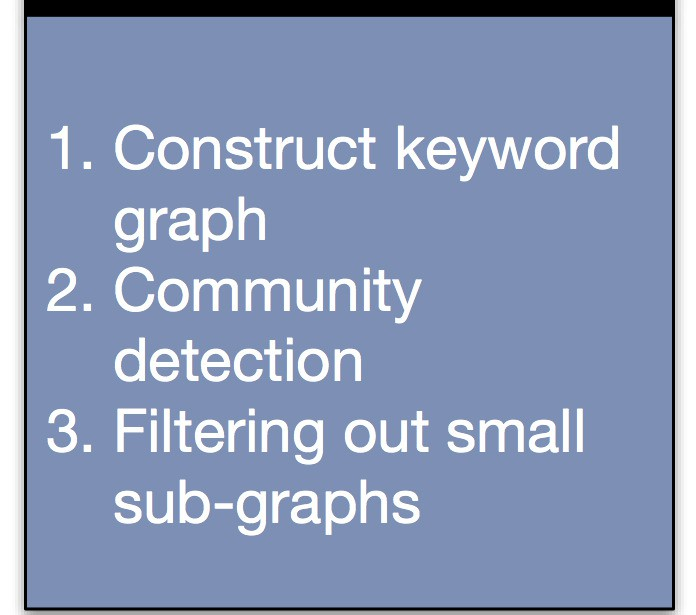 1. Construct keyword
graph
2. Community
detection
3. Filtering out small
sub-graphs